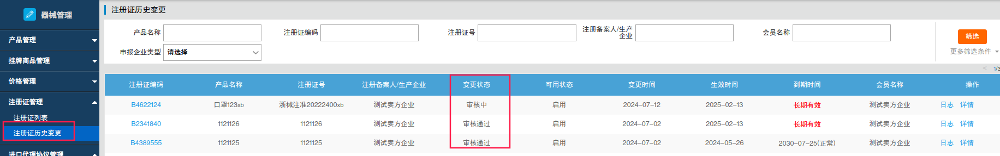 器械管理
产品管理
挂牌商品管理
价格管理
注册证管理
注册证列表
注册证历史变更
进口代理协议管理
注册证历史变更
产品名称
注册证编码
注册证号
注册备案人/生产企业
会员名称
筛选
申报企业类型 请选择
更多筛选条件
< 1/3
注册证编码 产品名称 注册证号 注册备案人/生产企业 变更状态 可用状态 变更时间 生效时间 到期时间 会员名称 操作
B4622124 口罩123xb 浙械注准20222400xb 测试卖方企业 审核中 启用 2024-07-12 2025-02-13 长期有效 测试卖方企业 日志 详情
B2341840 1121126 1121126 测试卖方企业 审核通过 启用 2024-07-02 2025-02-13 长期有效 测试卖方企业 日志 详情
B4389555 1121125 1121125 测试卖方企业 审核通过 启用 2024-07-02 2024-05-26 2030-07-25(正常) 测试卖方企业 日志 详情